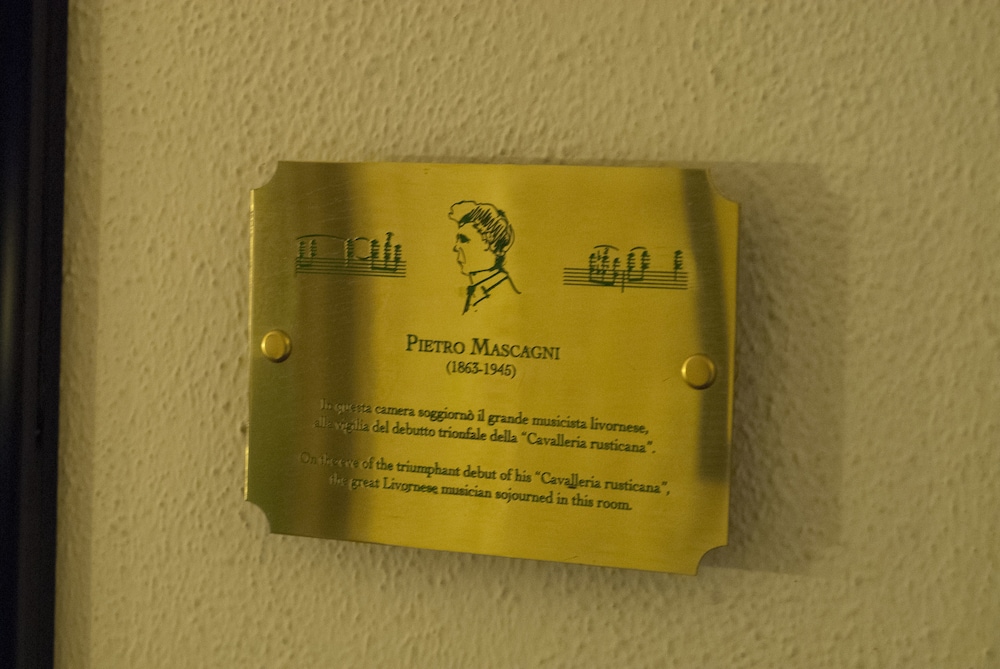 PIETRO MASCAGNI
(1863-1945)
In questa camera soggiornò il grande musicista livornese,
alla vigilia del debutto trionfale della "Cavalleria rusticana".
On the eve of the triumphant debut of his "Cavalleria rusticana",
the great Livornese musician sojourned in this room.